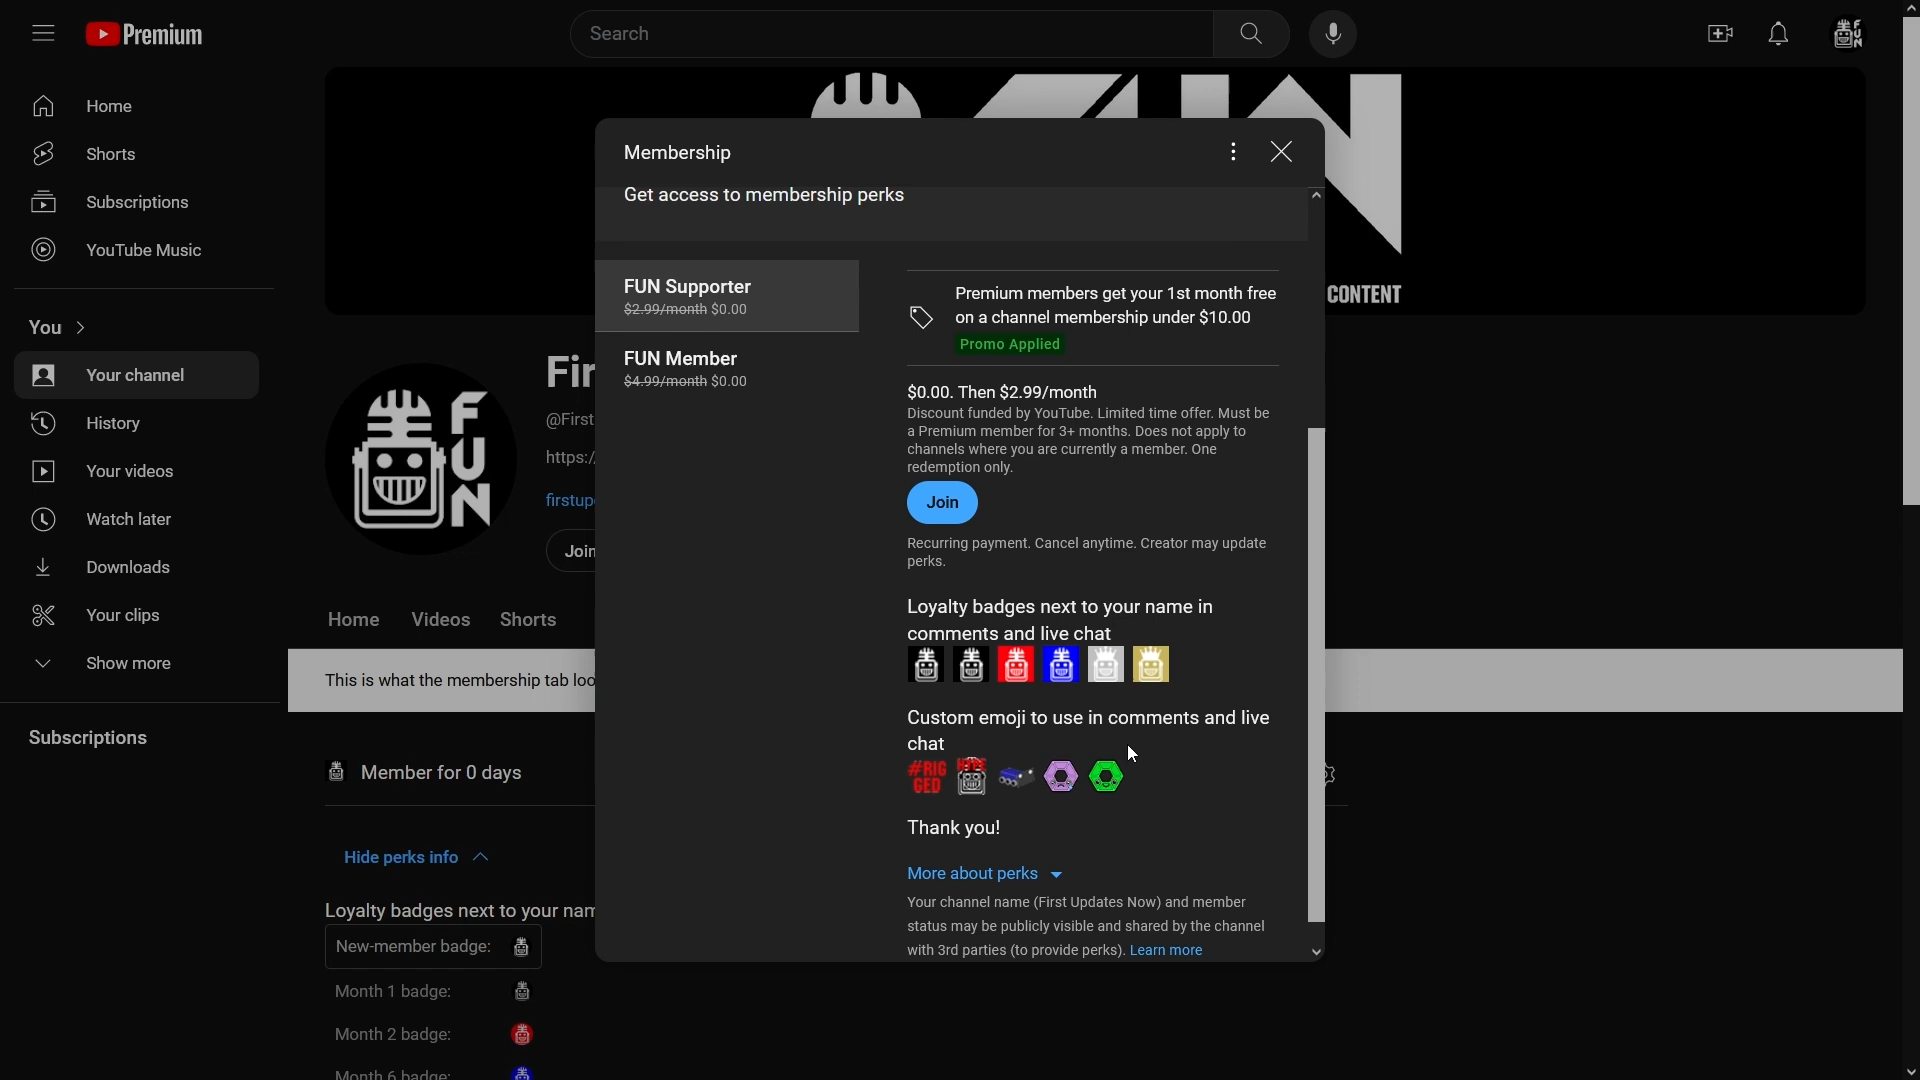 Premium
Search
FUN
Home
Shorts
Subscriptions
YouTube Music
You
Your channel
History
Your videos
Watch later
Downloads
Your clips
Show more
Subscriptions
CONTENT
FUN
Fir
@First
https:/
firstup
Join
Home Videos Shorts
This is what the membership tab loo
Member for 0 days
Hide perks info
Loyalty badges next to your nam
New-member badge:
Month 1 badge:
Month 2 badge:
Month 6 badge:
Membership
Get access to membership perks
FUN Supporter
$2.99/month $0.00
FUN Member
$4.99/month $0.00
Premium members get your 1st month free
on a channel membership under $10.00
Promo Applied
$0.00. Then $2.99/month
Discount funded by YouTube. Limited time offer. Must be
a Premium member for 3+ months. Does not apply to
channels where you are currently a member. One
redemption only.
Join
Recurring payment. Cancel anytime. Creator may update
perks.
Loyalty badges next to your name in
comments and live chat
Custom emoji to use in comments and live
chat
#RIG
GED
HYPE
Thank you!
More about perks
Your channel name (First Updates Now) and member
status may be publicly visible and shared by the channel
with 3rd parties (to provide perks). Learn more